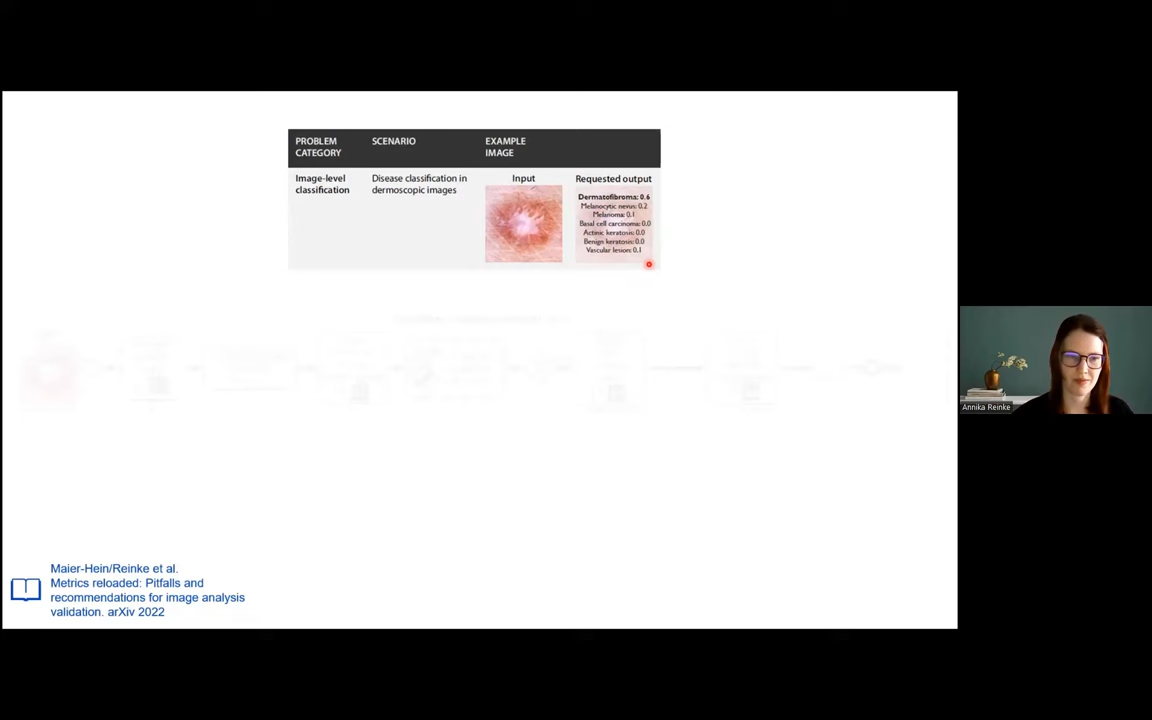 PROBLEM
CATEGORY
SCENARIO
EXAMPLE
IMAGE
Image-level
classification
Disease classification in
dermoscopic images
Input
Requested output
Dermatofibroma: 0.6
Melanocytic nevus: 0.2
Melanoma: 0.1
Basal cell carcinoma: 0.0
Actinic keratosis: 0.0
Benign keratosis: 0.0
Vascular lesion: 0.1
Annika Reinke
Maier-Hein/Reinke et al.
Metrics reloaded: Pitfalls and
recommendations for image analysis
validation. arXiv 2022